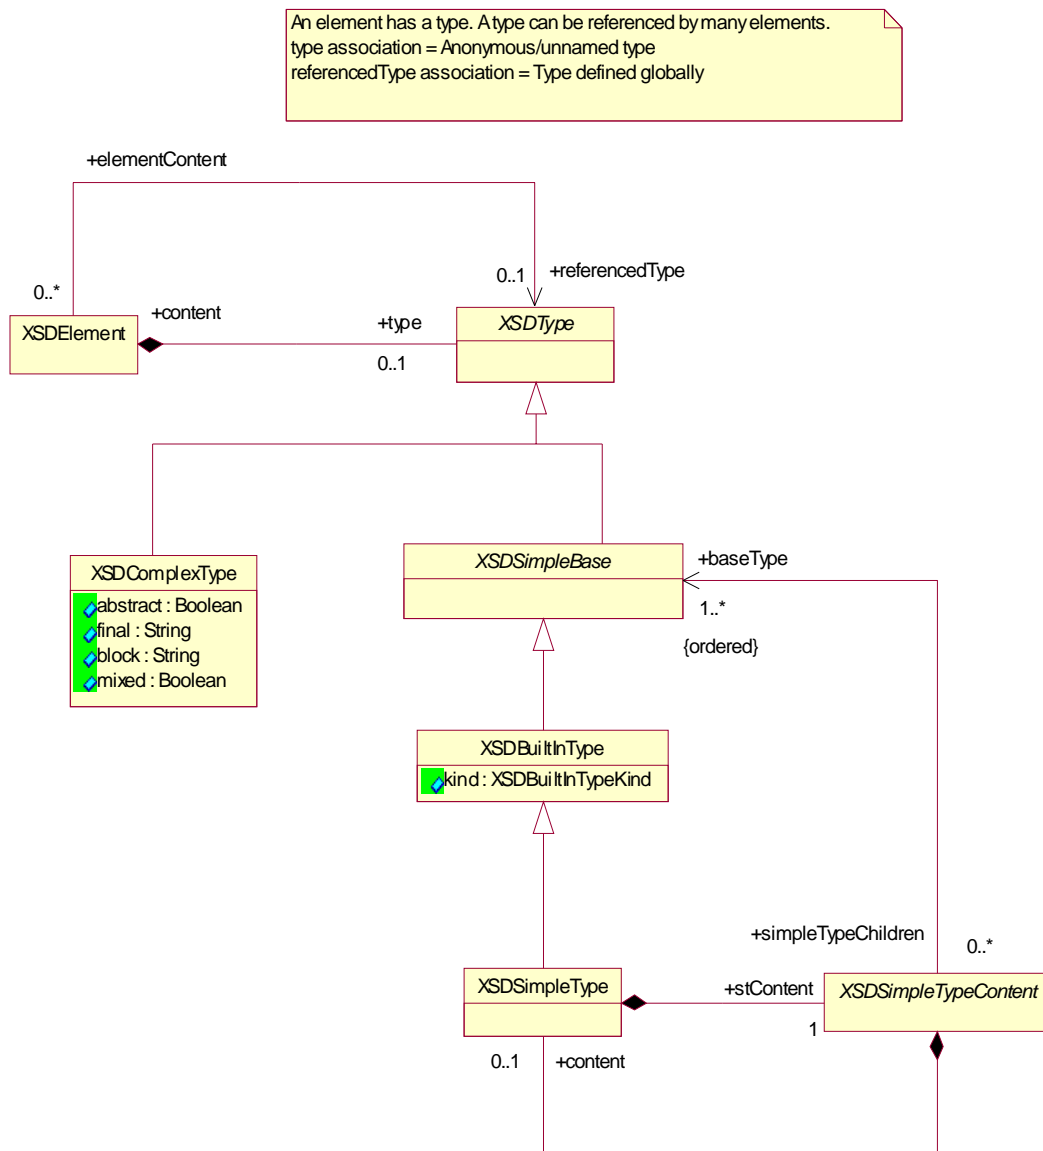 An element has a type. A type can be referenced by many elements.
type association = Anonymous/unnamed type
referencedType association = Type defined globally
+elementContent
0..1
+referencedType
0..*
+content
+type
XSDElement
XSDType
0..1
XSDComplexType
abstract : Boolean
final : String
block : String
mixed : Boolean
XSDSimpleBase
+baseType
1..*
{ordered}
XSDBuiltInType
kind : XSDBuiltInTypeKind
+simpleTypeChildren
0..*
XSDSimpleType
+stContent
XSDSimpleTypeContent
1
0..1
+content